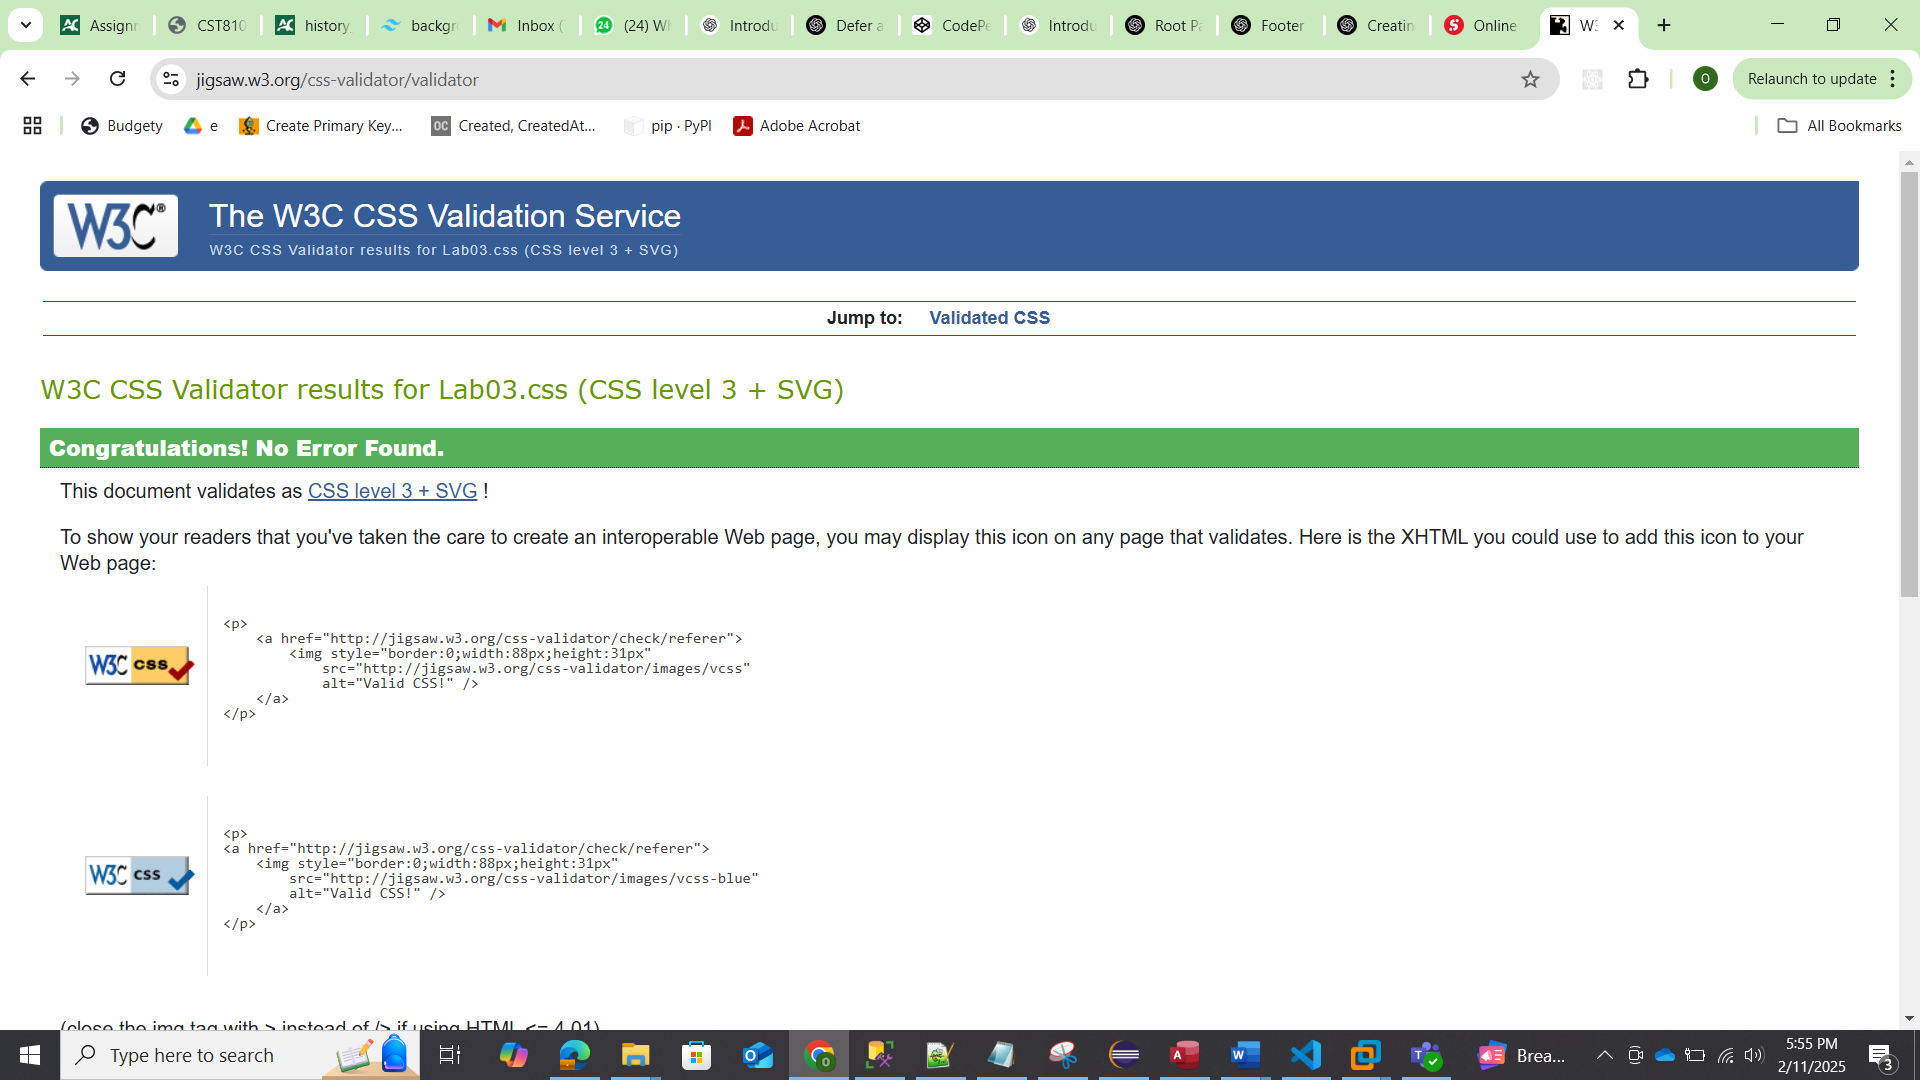 Assignn
CST810
history_
backgr
Inbox (
(24) Wh
Introdu
Defer a
CodePe
Introdu
Root Pa
Footer
Creatin
Online
W3
jigsaw.w3.org/css-validator/validator
O
Relaunch to update
Budgety
e
Create Primary Key...
OC Created, CreatedAt...
pip · PyPI
Adobe Acrobat
All Bookmarks
W3C®
The W3C CSS Validation Service
W3C CSS Validator results for Lab03.css (CSS level 3 + SVG)
Jump to: Validated CSS
W3C CSS Validator results for Lab03.css (CSS level 3 + SVG)
Congratulations! No Error Found.
This document validates as CSS level 3 + SVG !
To show your readers that you've taken the care to create an interoperable Web page, you may display this icon on any page that validates. Here is the XHTML you could use to add this icon to your
Web page:
W3C css
<p>
<a href="http://jigsaw.w3.org/css-validator/check/referer">
<img style="border:0;width:88px;height:31px"
src="http://jigsaw.w3.org/css-validator/images/vcss"
alt="Valid CSS!" />
</a>
</p>
W3C css
<p>
<a href="http://jigsaw.w3.org/css-validator/check/referer">
<img style="border:0;width:88px;height:31px"
src="http://jigsaw.w3.org/css-validator/images/vcss-blue"
alt="Valid CSS!" />
</a>
</p>
(close the img tag with > instead of /> if using HTML <= 4.01)
Type here to search
Brea...
5:55 PM
2/11/2025
3